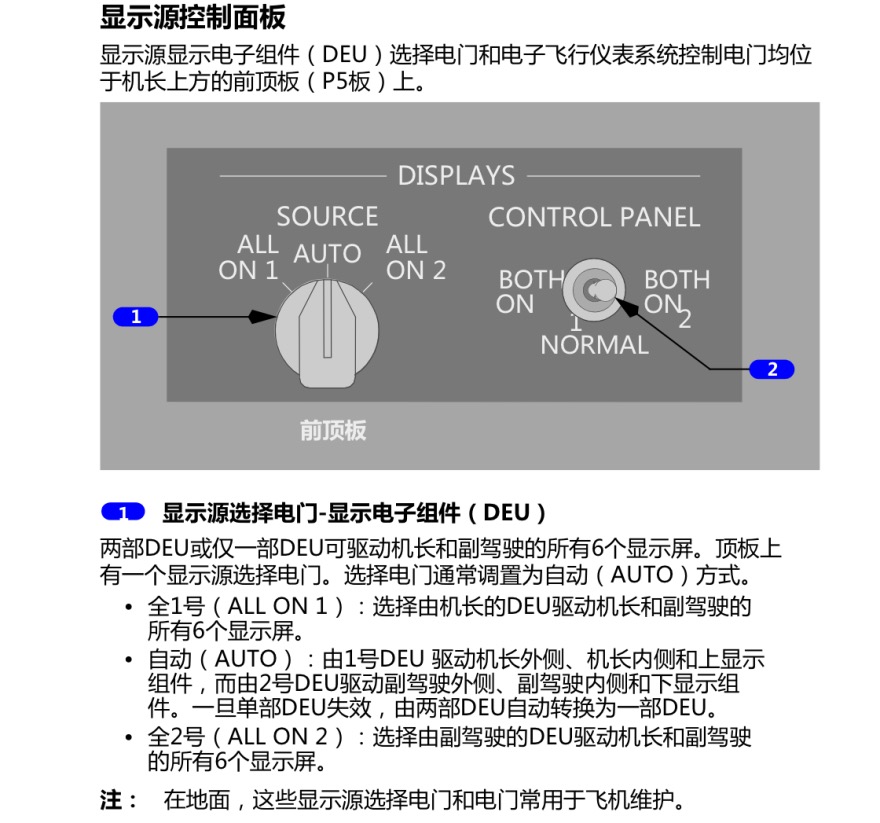 显示源控制面板
显示源显示电子组件（DEU）选择电门和电子飞行仪表系统控制电门均位
于机长上方的前顶板（P5板）上。
DISPLAYS
SOURCE
CONTROL PANEL
ALL
ON 1
AUTO
ALL
ON 2
BOTH
ON
1
BOTH
ON
2
NORMAL
1
2
前顶板
1 显示源选择电门-显示电子组件（DEU）
两部DEU或仅一部DEU可驱动机长和副驾驶的所有6个显示屏。顶板上
有一个显示源选择电门。选择电门通常调置为自动（AUTO）方式。
• 全1号（ALL ON 1）：选择由机长的DEU驱动机长和副驾驶的
所有6个显示屏。
• 自动（AUTO）：由1号DEU 驱动机长外侧、机长内侧和上显示
组件，而由2号DEU驱动副驾驶外侧、副驾驶内侧和下显示组
件。一旦单部DEU失效，由两部DEU自动转换为一部DEU。
• 全2号（ALL ON 2）：选择由副驾驶的DEU驱动机长和副驾驶
的所有6个显示屏。
注： 在地面，这些显示源选择电门和电门常用于飞机维护。